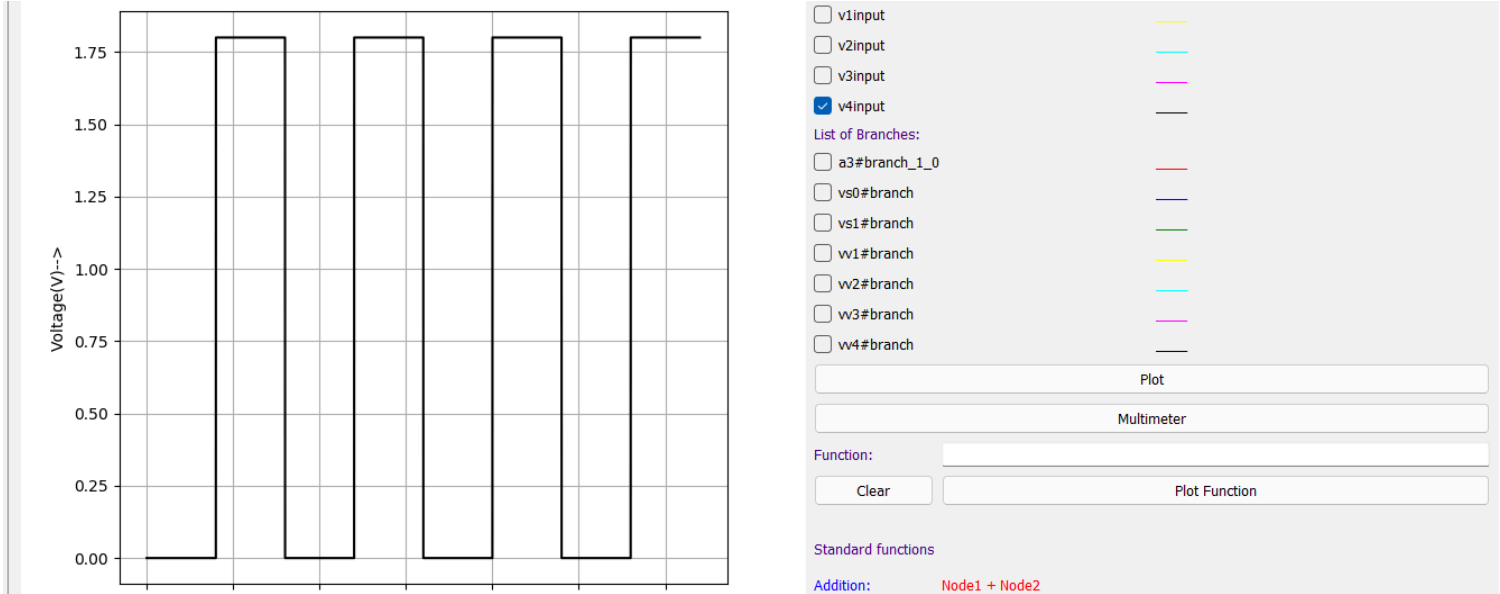 1.75
1.50
1.25
1.00
0.75
0.50
0.25
0.00
Voltage(V)-->
v1input
v2input
v3input
v4input
List of Branches:
a3#branch_1_0
vs0#branch
vs1#branch
vv1#branch
vv2#branch
vv3#branch
vv4#branch
Plot
Multimeter
Function:
Clear Plot Function
Standard functions
Addition: Node1 + Node2